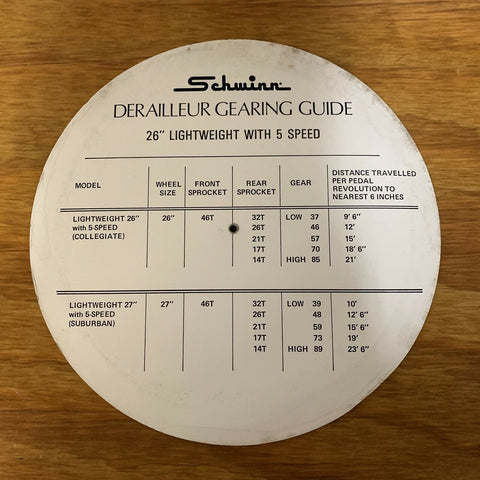 Schwinn
DERAILLEUR GEARING GUIDE
26" LIGHTWEIGHT WITH 5 SPEED
MODEL WHEEL SIZE FRONT SPROCKET REAR SPROCKET GEAR DISTANCE TRAVELLED PER PEDAL REVOLUTION TO NEAREST 6 INCHES
LIGHTWEIGHT 26" 26" 46T 32T LOW 37 9' 6"
with 5-SPEED 26T 46 12'
(COLLEGIATE) 21T 57 15'
17T 70 18' 6"
14T HIGH 85 21'
LIGHTWEIGHT 27" 27" 46T 32T LOW 39 10'
with 5-SPEED 26T 48 12' 6"
(SUBURBAN) 21T 59 15' 6"
17T 73 19'
14T HIGH 89 23' 6"